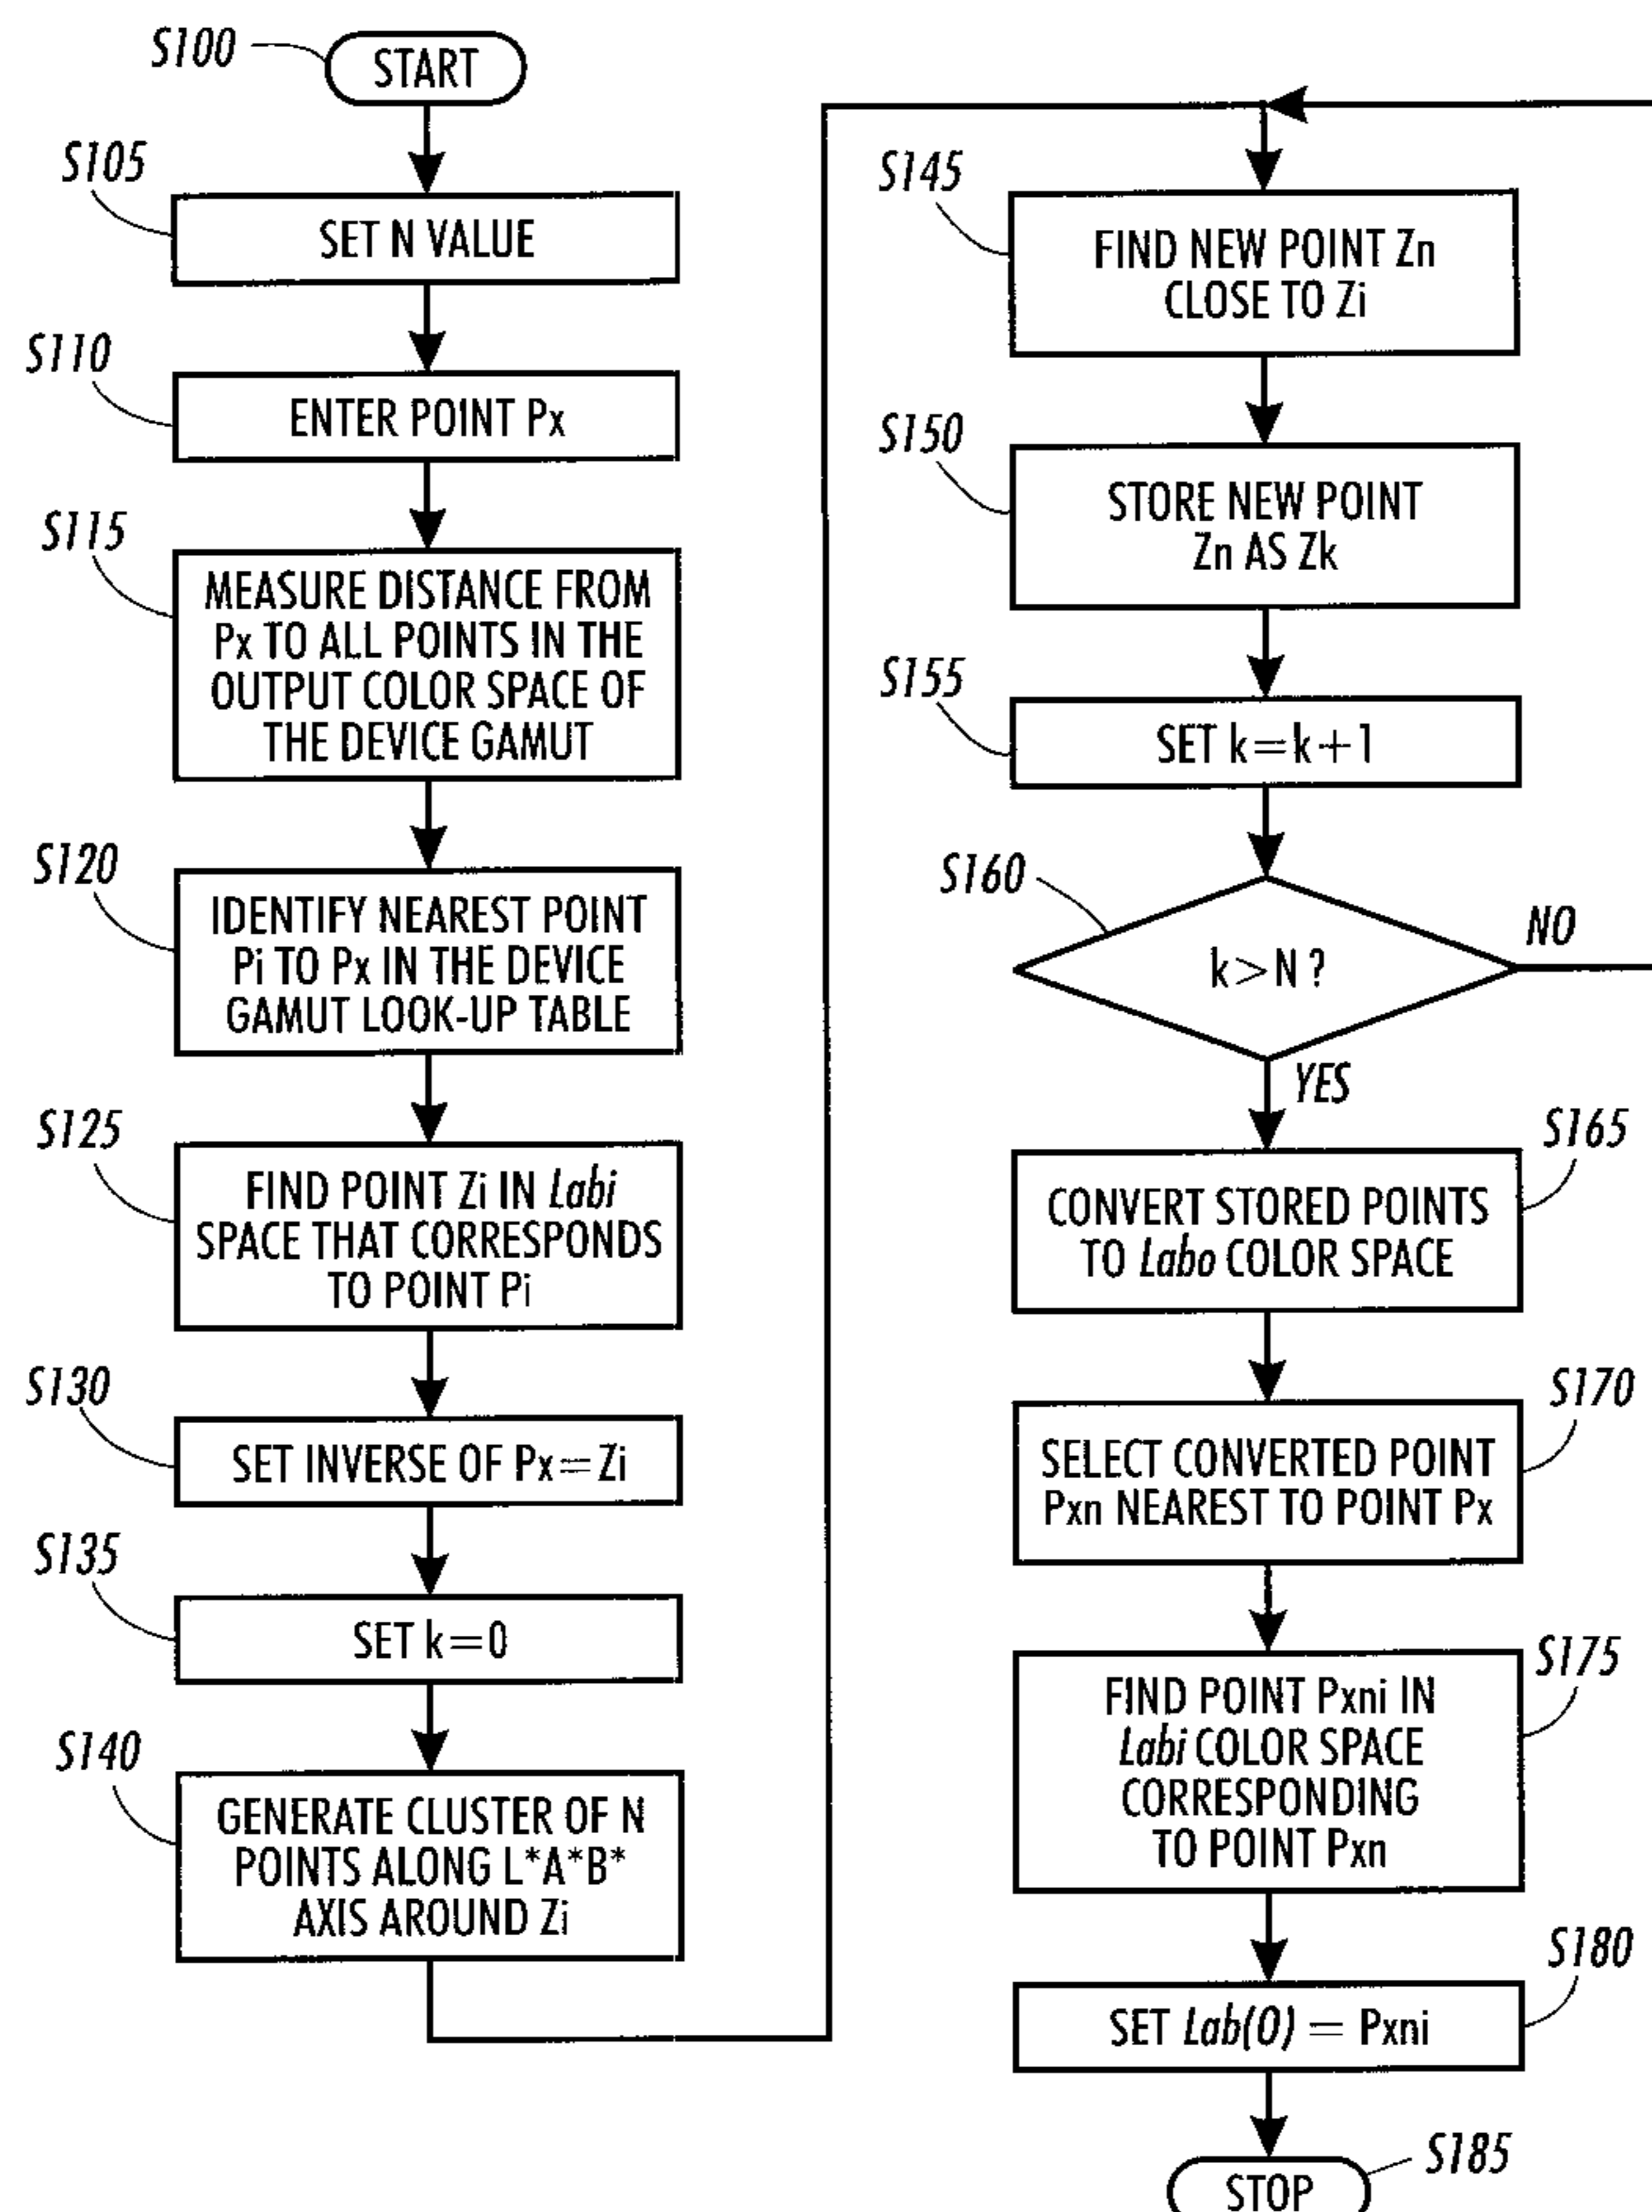 S100
START
S105
SET N VALUE
S110
ENTER POINT Px
S115
MEASURE DISTANCE FROM
Px TO ALL POINTS IN THE
OUTPUT COLOR SPACE OF
THE DEVICE GAMUT
S120
IDENTIFY NEAREST POINT
Pi TO Px IN THE DEVICE
GAMUT LOOK-UP TABLE
S125
FIND POINT Zi IN Labi
SPACE THAT CORRESPONDS
TO POINT Pi
S130
SET INVERSE OF Px=Zi
S135
SET k=0
S140
GENERATE CLUSTER OF N
POINTS ALONG L*A*B*
AXIS AROUND Zi
S145
FIND NEW POINT Zn
CLOSE TO Zi
S150
STORE NEW POINT
Zn AS Zk
S155
SET k=k+1
S160
k>N?
NO
YES
S165
CONVERT STORED POINTS
TO Labo COLOR SPACE
S170
SELECT CONVERTED POINT
Pxn NEAREST TO POINT Px
S175
FIND POINT Pxni IN
Labi COLOR SPACE
CORRESPONDING
TO POINT Pxn
S180
SET Lab(0) = Pxni
S185
STOP